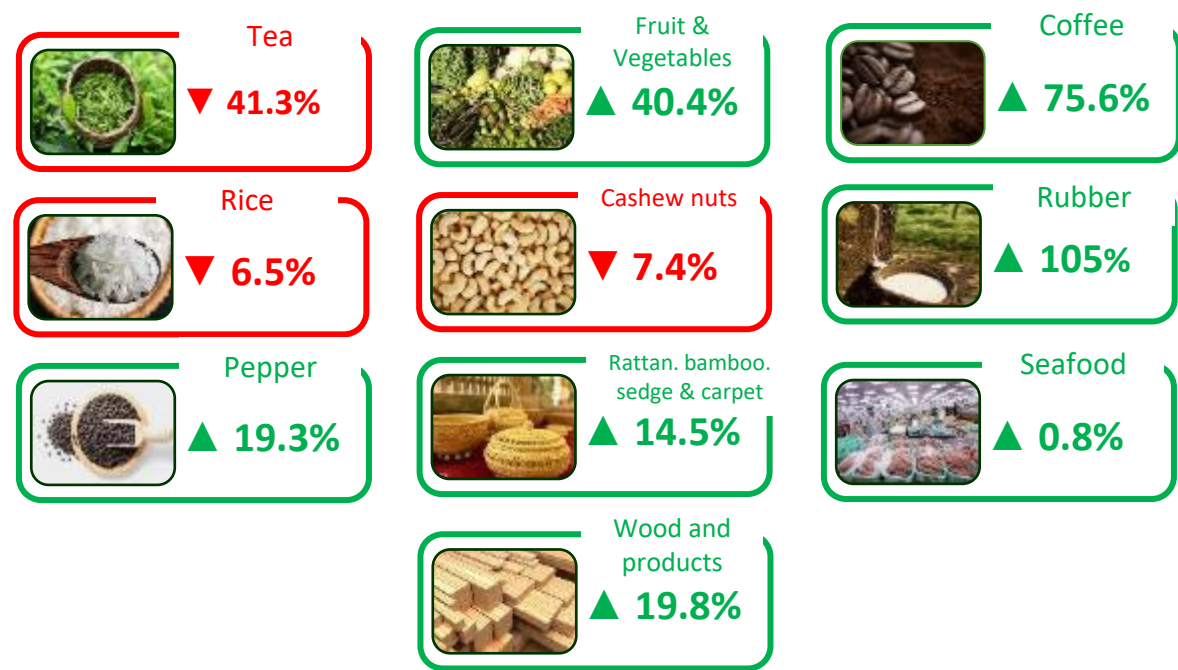 Tea
▼ 41.3%
Fruit &
Vegetables
▲ 40.4%
Coffee
▲ 75.6%
Rice
▼ 6.5%
Cashew nuts
▼ 7.4%
Rubber
▲ 105%
Pepper
▲ 19.3%
Rattan. bamboo.
sedge & carpet
▲ 14.5%
Seafood
▲ 0.8%
Wood and
products
▲ 19.8%